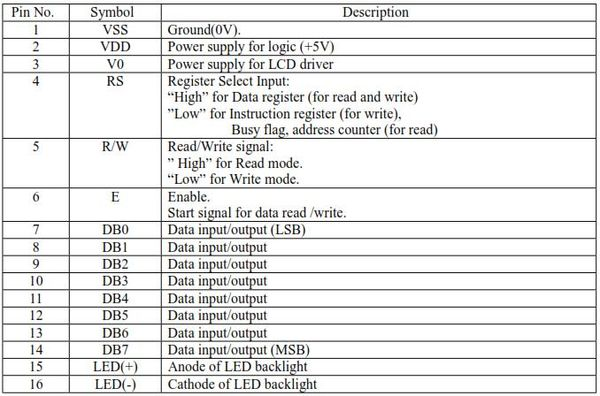 Pin No. Symbol Description
1 VSS Ground(0V).
2 VDD Power supply for logic (+5V)
3 V0 Power supply for LCD driver
4 RS Register Select Input:
“High” for Data register (for read and write)
”Low” for Instruction register (for write),
Busy flag, address counter (for read)
5 R/W Read/Write signal:
” High” for Read mode.
“Low” for Write mode.
6 E Enable.
Start signal for data read /write.
7 DB0 Data input/output (LSB)
8 DB1 Data input/output
9 DB2 Data input/output
10 DB3 Data input/output
11 DB4 Data input/output
12 DB5 Data input/output
13 DB6 Data input/output
14 DB7 Data input/output (MSB)
15 LED(+) Anode of LED backlight
16 LED(-) Cathode of LED backlight